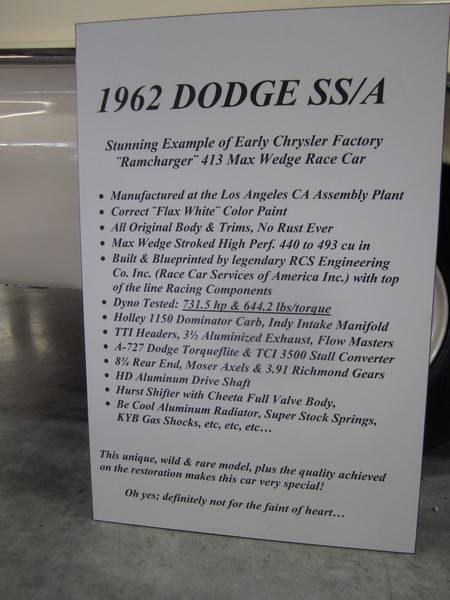 1962 DODGE SS/A
Stunning Example of Early Chrysler Factory
¨Ramcharger¨ 413 Max Wedge Race Car
• Manufactured at the Los Angeles CA Assembly Plant
• Correct ¨Flax White¨ Color Paint
• All Original Body & Trims, No Rust Ever
• Max Wedge Stroked High Perf. 440 to 493 cu in
• Built & Blueprinted by legendary RCS Engineering
Co. Inc. (Race Car Services of America Inc.) with top
of the line Racing Components
• Dyno Tested: 731.5 hp & 644.2 lbs/torque
• Holley 1150 Dominator Carb, Indy Intake Manifold
• TTI Headers, 3½ Aluminized Exhaust, Flow Masters
• A-727 Dodge Torqueflite & TCI 3500 Stall Converter
• 8¾ Rear End, Moser Axels & 3.91 Richmond Gears
• HD Aluminum Drive Shaft
• Hurst Shifter with Cheeta Full Valve Body,
• Be Cool Aluminum Radiator, Super Stock Springs,
KYB Gas Shocks, etc, etc, etc…
This unique, wild & rare model, plus the quality achieved
on the restoration makes this car very special!
Oh yes; definitely not for the faint of heart…